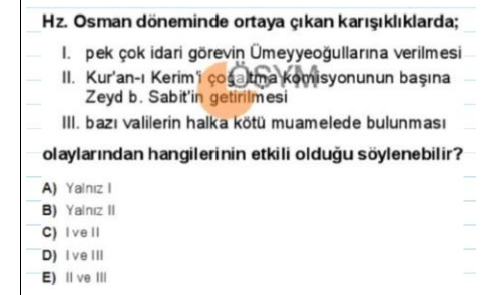 Hz. Osman döneminde ortaya çıkan karışıklıklarda;
I. pek çok idari görevin Ümeyyeoğullarına verilmesi
II. Kur'an-ı Kerim'i çoğaltma komisyonunun başına
Zeyd b. Sabit'in getirilmesi
III. bazı valilerin halka kötü muamelede bulunması
olaylarından hangilerinin etkili olduğu söylenebilir?
A) Yalnız I
B) Yalnız II
C) I ve II
D) I ve III
E) II ve III
ÖSYM